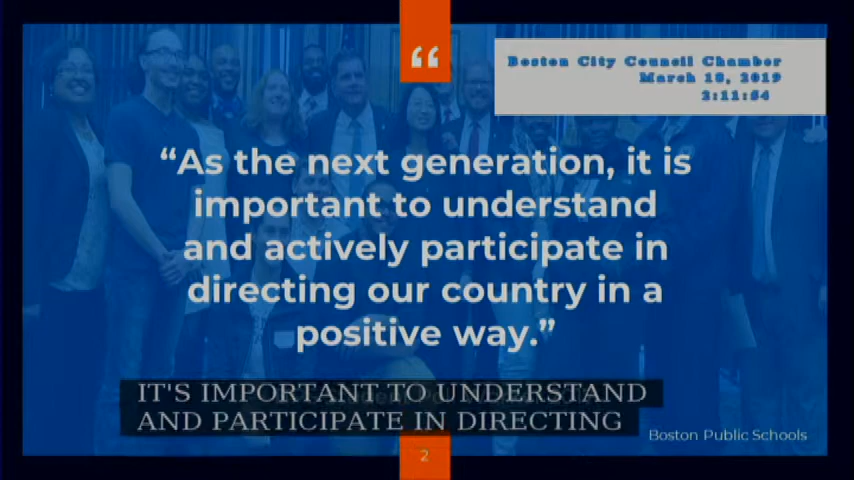 “
Boston City Council Chamber
March 18, 2019
2:11:54
“As the next generation, it is
important to understand
and actively participate in
directing our country in a
positive way.”
IT'S IMPORTANT TO UNDERSTAND
AND PARTICIPATE IN DIRECTING
Boston Public Schools
2